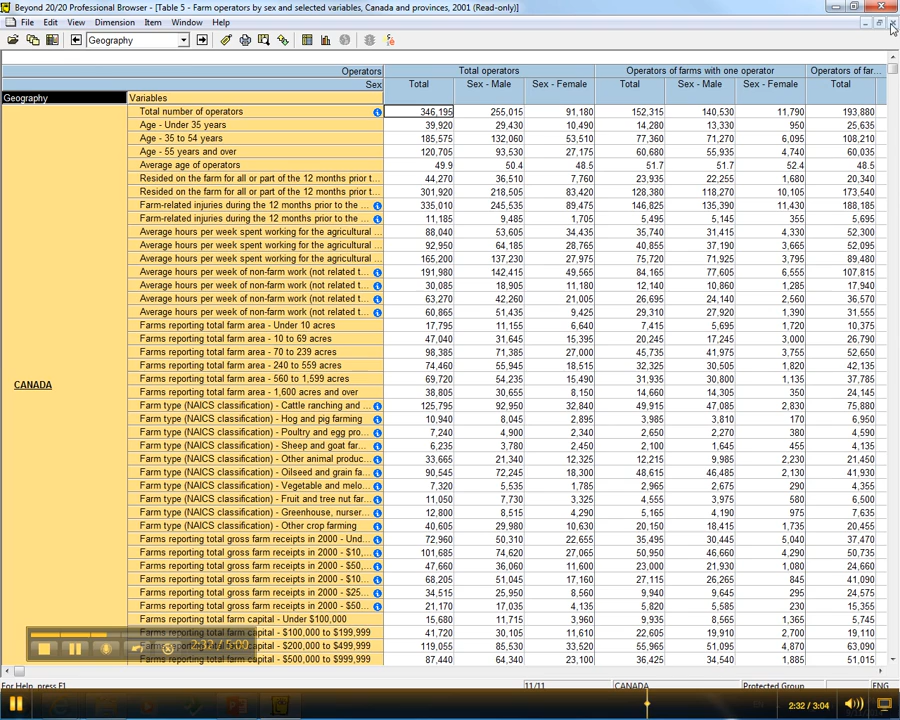 Beyond 20/20 Professional Browser - [Table 5 - Farm operators by sex and selected variables, Canada and provinces, 2001 (Read-only)]
File Edit View Dimension Item Window Help
Geography
Operators Total operators Operators of farms with one operator Operators of far...
Sex Total Sex - Male Sex - Female Total Sex - Male Sex - Female Total
Geography Variables
CANADA
Total number of operators 346,195 255,015 91,180 152,315 140,530 11,790 193,880
Age - Under 35 years 39,920 29,430 10,490 14,280 13,330 950 25,635
Age - 35 to 54 years 185,575 132,060 53,510 77,360 71,270 6,095 108,210
Age - 55 years and over 120,705 93,530 27,175 60,680 55,935 4,740 60,035
Average age of operators 49.9 50.4 48.5 51.7 51.7 52.4 48.5
Resided on the farm for all or part of the 12 months prior t... 44,270 36,510 7,760 23,935 22,255 1,680 20,340
Resided on the farm for all or part of the 12 months prior t... 301,920 218,505 83,420 128,380 118,270 10,105 173,540
Farm-related injuries during the 12 months prior to the ... 335,010 245,535 89,475 146,825 135,390 11,430 188,185
Farm-related injuries during the 12 months prior to the ... 11,185 9,485 1,705 5,495 5,145 355 5,695
Average hours per week spent working for the agricultural ... 88,040 53,605 34,435 35,740 31,415 4,330 52,300
Average hours per week spent working for the agricultural ... 92,950 64,185 28,765 40,855 37,190 3,665 52,095
Average hours per week spent working for the agricultural ... 165,200 137,230 27,975 75,720 71,925 3,795 89,480
Average hours per week of non-farm work (not related t... 191,980 142,415 49,565 84,165 77,605 6,555 107,815
Average hours per week of non-farm work (not related t... 30,085 18,905 11,180 12,140 10,860 1,285 17,940
Average hours per week of non-farm work (not related t... 63,270 42,260 21,005 26,695 24,140 2,560 36,570
Average hours per week of non-farm work (not related t... 60,865 51,435 9,425 29,310 27,920 1,390 31,555
Farms reporting total farm area - Under 10 acres 17,795 11,155 6,640 7,415 5,695 1,720 10,375
Farms reporting total farm area - 10 to 69 acres 47,040 31,645 15,395 20,245 17,245 3,000 26,790
Farms reporting total farm area - 70 to 239 acres 98,385 71,385 27,000 45,735 41,975 3,755 52,650
Farms reporting total farm area - 240 to 559 acres 74,460 55,945 18,515 32,325 30,505 1,820 42,135
Farms reporting total farm area - 560 to 1,599 acres 69,720 54,235 15,490 31,935 30,800 1,135 37,785
Farms reporting total farm area - 1,600 acres and over 38,805 30,655 8,150 14,660 14,305 350 24,145
Farm type (NAICS classification) - Cattle ranching and ... 125,795 92,950 32,840 49,915 47,085 2,830 75,880
Farm type (NAICS classification) - Hog and pig farming 10,940 8,045 2,895 3,985 3,810 170 6,950
Farm type (NAICS classification) - Poultry and egg pro... 7,240 4,900 2,340 2,650 2,270 380 4,590
Farm type (NAICS classification) - Sheep and goat far... 6,235 3,780 2,450 2,100 1,645 455 4,135
Farm type (NAICS classification) - Other animal produc... 33,665 21,340 12,325 12,215 9,985 2,230 21,450
Farm type (NAICS classification) - Oilseed and grain fa... 90,545 72,245 18,300 48,615 46,485 2,130 41,930
Farm type (NAICS classification) - Vegetable and melo... 7,320 5,535 1,785 2,965 2,675 290 4,355
Farm type (NAICS classification) - Fruit and tree nut far... 11,050 7,730 3,325 4,555 3,975 580 6,500
Farm type (NAICS classification) - Greenhouse, nurser... 12,800 8,515 4,290 5,165 4,190 975 7,635
Farm type (NAICS classification) - Other crop farming 40,605 29,980 10,630 20,150 18,415 1,735 20,455
Farms reporting total gross farm receipts in 2000 - Und... 72,960 50,310 22,655 35,495 30,445 5,040 37,470
Farms reporting total gross farm receipts in 2000 - $10,... 101,685 74,620 27,065 50,950 46,660 4,290 50,735
Farms reporting total gross farm receipts in 2000 - $50,... 47,660 36,060 11,600 23,000 21,930 1,080 24,660
Farms reporting total gross farm receipts in 2000 - $10... 68,205 51,045 17,160 27,115 26,265 845 41,090
Farms reporting total gross farm receipts in 2000 - $25... 34,515 25,950 8,560 9,940 9,645 295 24,575
Farms reporting total gross farm receipts in 2000 - $50... 21,170 17,035 4,135 5,820 5,585 230 15,355
Farms reporting total farm capital - Under $100,000 15,680 11,715 3,960 9,935 8,565 1,365 5,745
Farms reporting total farm capital - $100,000 to $199,999 41,720 30,105 11,610 22,605 19,910 2,700 19,110
Farms reporting total farm capital - $200,000 to $499,999 119,055 85,530 33,520 55,965 51,095 4,870 63,090
Farms reporting total farm capital - $500,000 to $999,999 87,440 64,340 23,100 36,425 34,540 1,885 51,015
2:32 / 5:00
For Help, press F1 11/11 CANADA Protected Group ENG
2:32 / 3:04